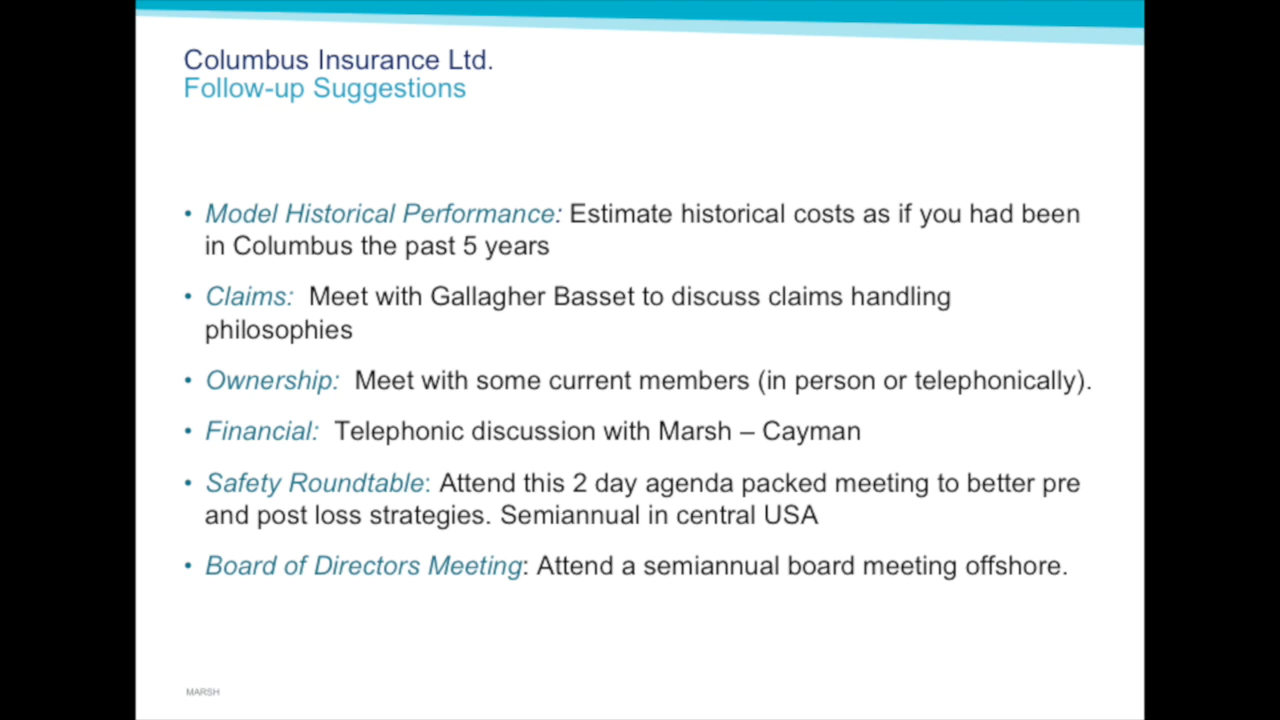 Columbus Insurance Ltd.
Follow-up Suggestions
• Model Historical Performance: Estimate historical costs as if you had been
in Columbus the past 5 years
• Claims: Meet with Gallagher Basset to discuss claims handling
philosophies
• Ownership: Meet with some current members (in person or telephonically).
• Financial: Telephonic discussion with Marsh – Cayman
• Safety Roundtable: Attend this 2 day agenda packed meeting to better pre
and post loss strategies. Semiannual in central USA
• Board of Directors Meeting: Attend a semiannual board meeting offshore.
MARSH